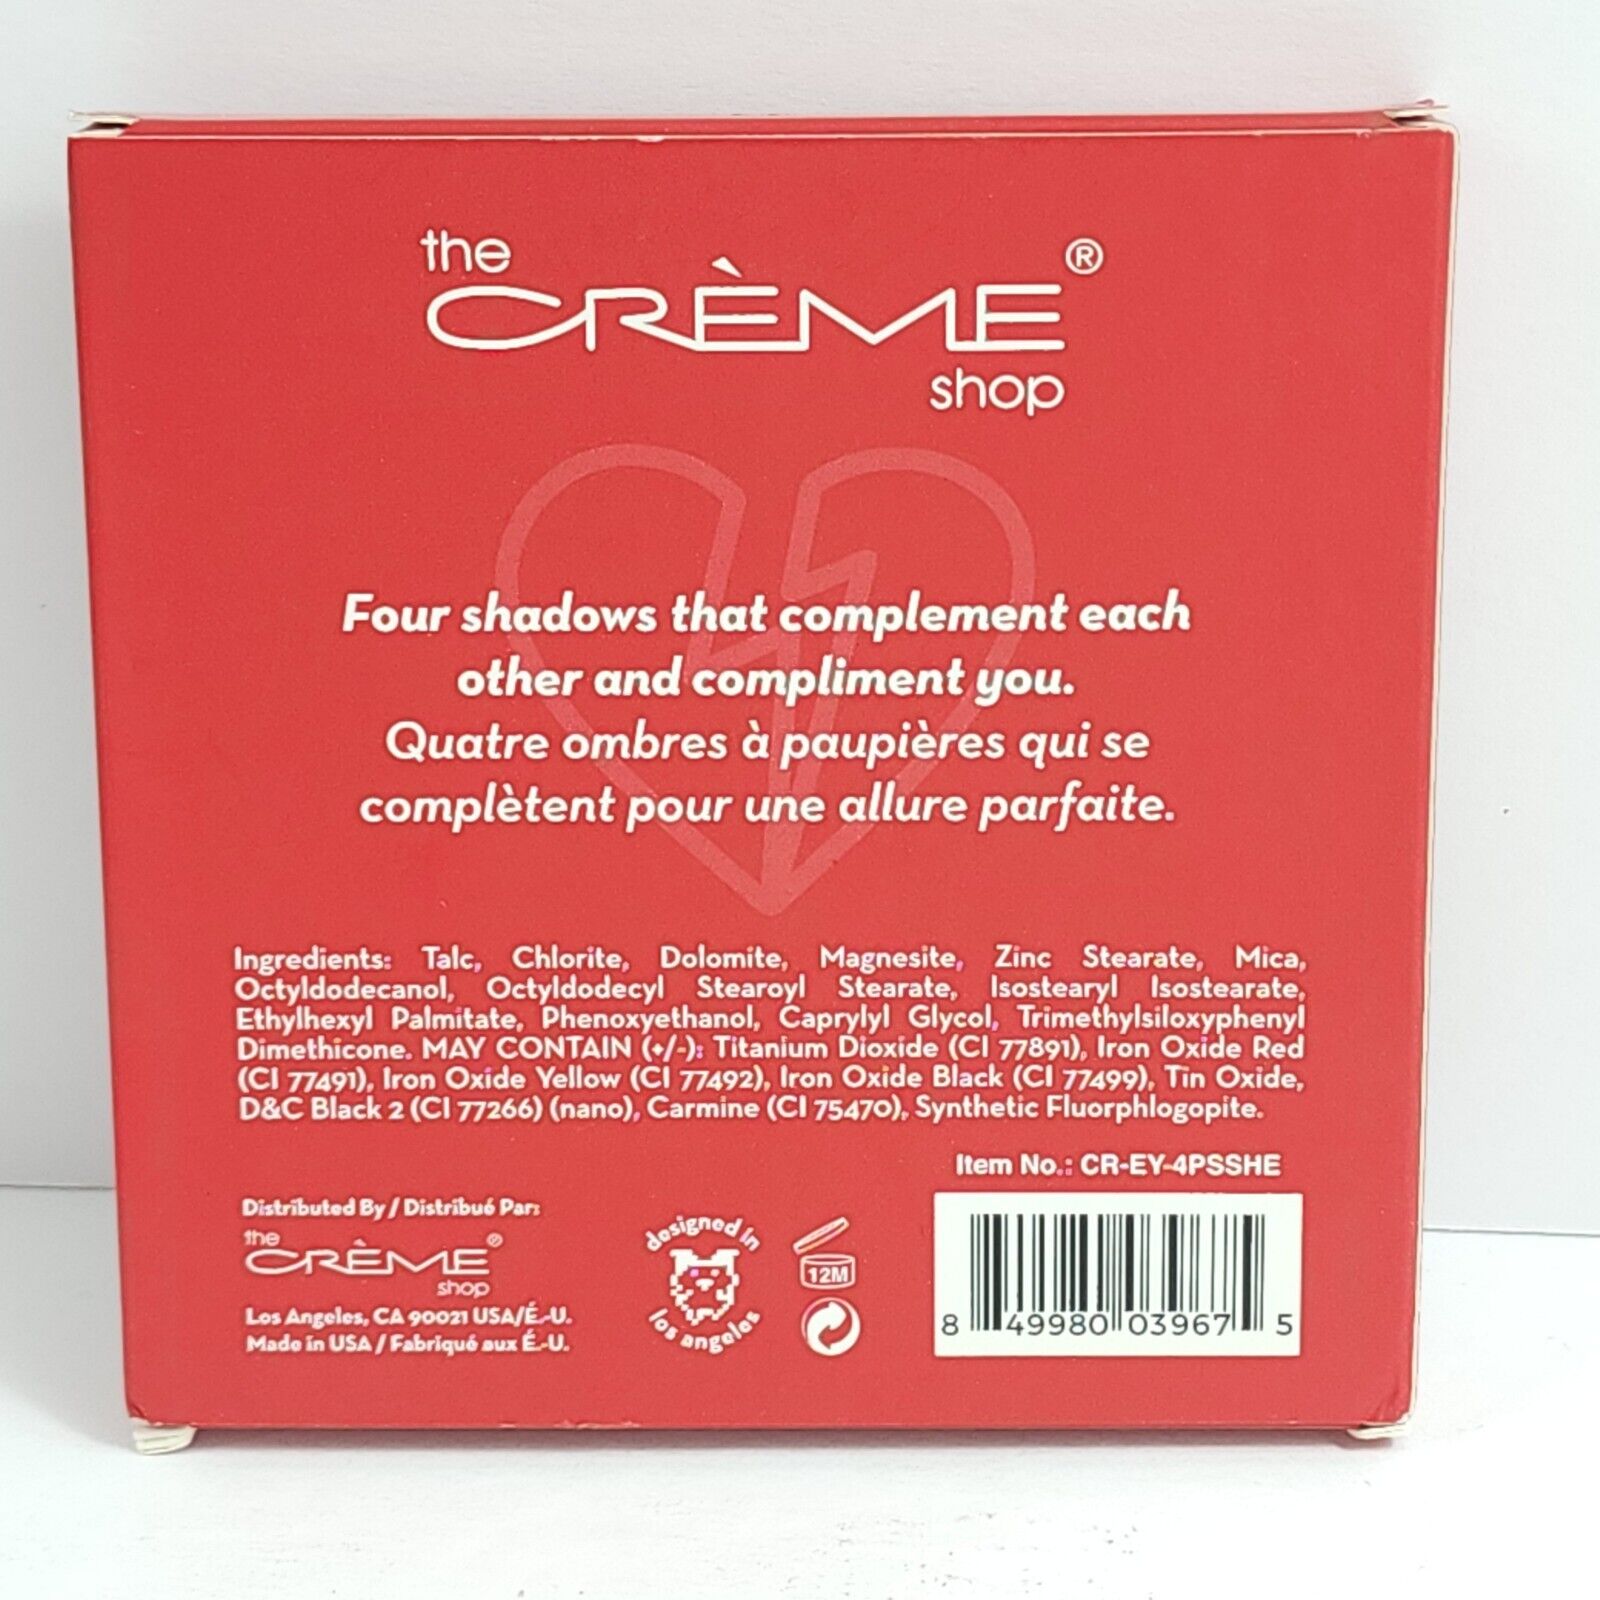 the
CRÈME®
shop
Four shadows that complement each
other and compliment you.
Quatre ombres à paupières qui se
complètent pour une allure parfaite.
Ingredients: Talc, Chlorite, Dolomite, Magnesite, Zinc Stearate, Mica,
Octyldodecanol, Octyldodecyl Stearoyl Stearate, Isostearyl Isostearate,
Ethylhexyl Palmitate, Phenoxyethanol, Caprylyl Glycol, Trimethylsiloxyphenyl
Dimethicone. MAY CONTAIN (+/-): Titanium Dioxide (CI 77891), Iron Oxide Red
(CI 77491), Iron Oxide Yellow (CI 77492), Iron Oxide Black (CI 77499), Tin Oxide,
D&C Black 2 (CI 77266) (nano), Carmine (CI 75470), Synthetic Fluorphlogopite.
Item No.: CR-EY-4PSSHE
Distributed By / Distribué Par:
the
CRÈME®
shop
Los Angeles, CA 90021 USA/É.-U.
Made in USA / Fabriqué aux É.-U.
designed in
los angeles
12M
8 49980 03967 5